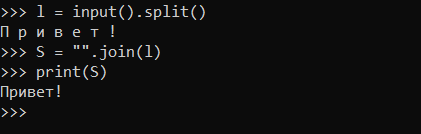 >>> l = input().split()
П р и в е т !
>>> S = "".join(l)
>>> print(S)
Привет!
>>>